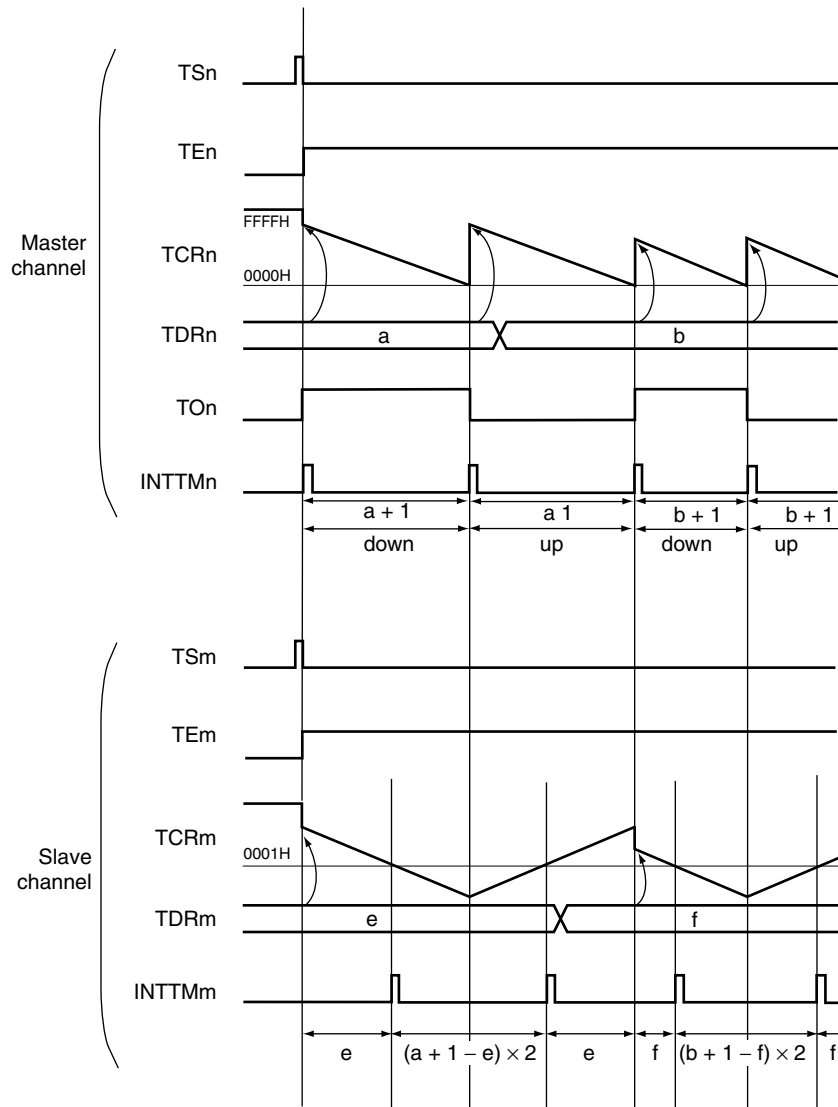 TSn
TEn
FFFFH
Master
channel
TCRn
0000H
TDRn
a
b
TOn
INTTMn
a + 1
a 1
b + 1
b + 1
down
up
down
up
TSm
TEm
TCRm
0001H
Slave
channel
TDRm
e
f
INTTMm
e
(a + 1 − e) × 2
e
f
(b + 1 − f) × 2
f